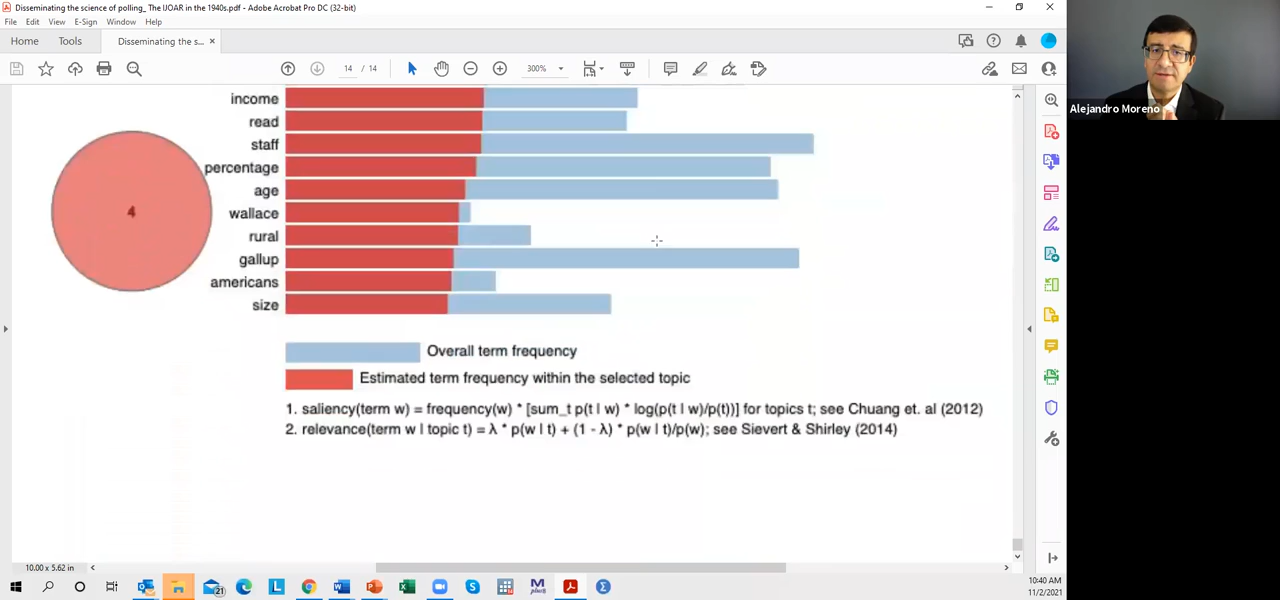 Disseminating the science of polling_ The IJOAR in the 1940s.pdf - Adobe Acrobat Pro DC (32-bit)
File Edit View E-Sign Window Help
Home Tools Disseminating the s... ×
14 / 14 300%
Alejandro Moreno
income
read
staff
percentage
age
wallace
rural
gallup
americans
size
4
Overall term frequency
Estimated term frequency within the selected topic
1. saliency(term w) = frequency(w) * [sum_t p(t | w) * log(p(t | w)/p(t))] for topics t; see Chuang et. al (2012)
2. relevance(term w | topic t) = λ * p(w | t) + (1 - λ) * p(w | t)/p(w); see Sievert & Shirley (2014)
10.00 x 5.62 in
21
10:40 AM
11/2/2021